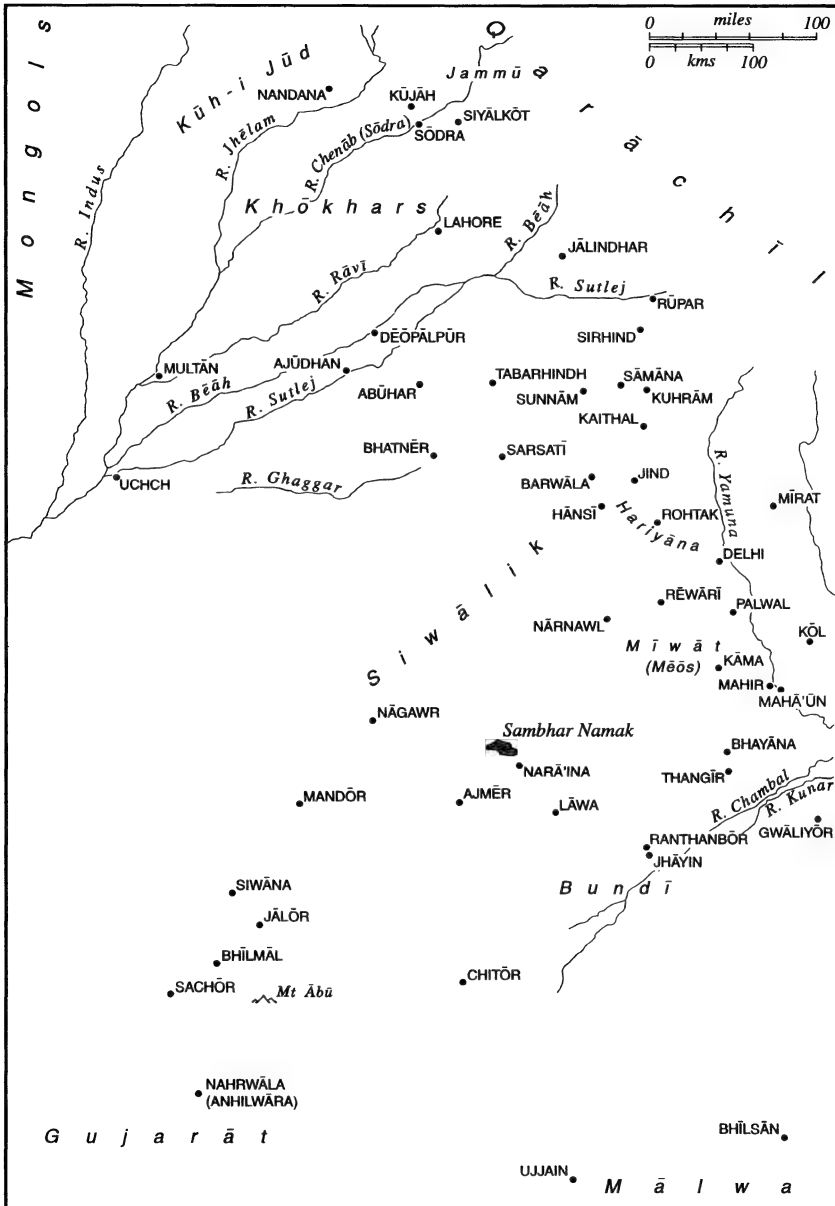 0 miles 100
0 kms 100
Mongols
Kūh-i Jūd
Qarachīl
Jammū
NANDANA
KŪJĀH
SIYĀLKŌT
SŌDRA
R. Jhēlam
R. Chenāb (Sōdra)
R. Indus
Khōkhars
LAHORE
R. Bēāh
JĀLINDHAR
R. Rāvī
R. Sutlej
RŪPAR
DĒŌPĀLPŪR
SIRHIND
MULTĀN
AJŪDHAN
R. Bēāh
R. Sutlej
ABŪHAR
TABARHINDH
SĀMĀNA
SUNNĀM
KUHRĀM
KAITHAL
BHATNĒR
SARSATĪ
R. Yamuna
UCHCH
R. Ghaggar
BARWĀLA
JIND
MĪRAT
HĀNSĪ
Hariyāna
ROHTAK
DELHI
Siwālik
RĒWĀRĪ
PALWAL
NĀRNAWL
KŌL
Mīwāt
(Mēōs)
KĀMA
MAHIR
MAHĀ'ŪN
NĀGAWR
Sambhar Namak
BHAYĀNA
NARĀ'INA
THANGĪR
MANDŌR
AJMĒR
LĀWA
R. Chambal
R. Kunar
GWĀLIYŌR
RANTHANBŌR
JHĀYIN
SIWĀNA
Bundī
JĀLŌR
BHĪLMĀL
CHITŌR
SACHŌR
Mt Ābū
NAHRWĀLA
(ANHILWĀRA)
Gujarāt
BHĪLSĀN
UJJAIN
Mālwa